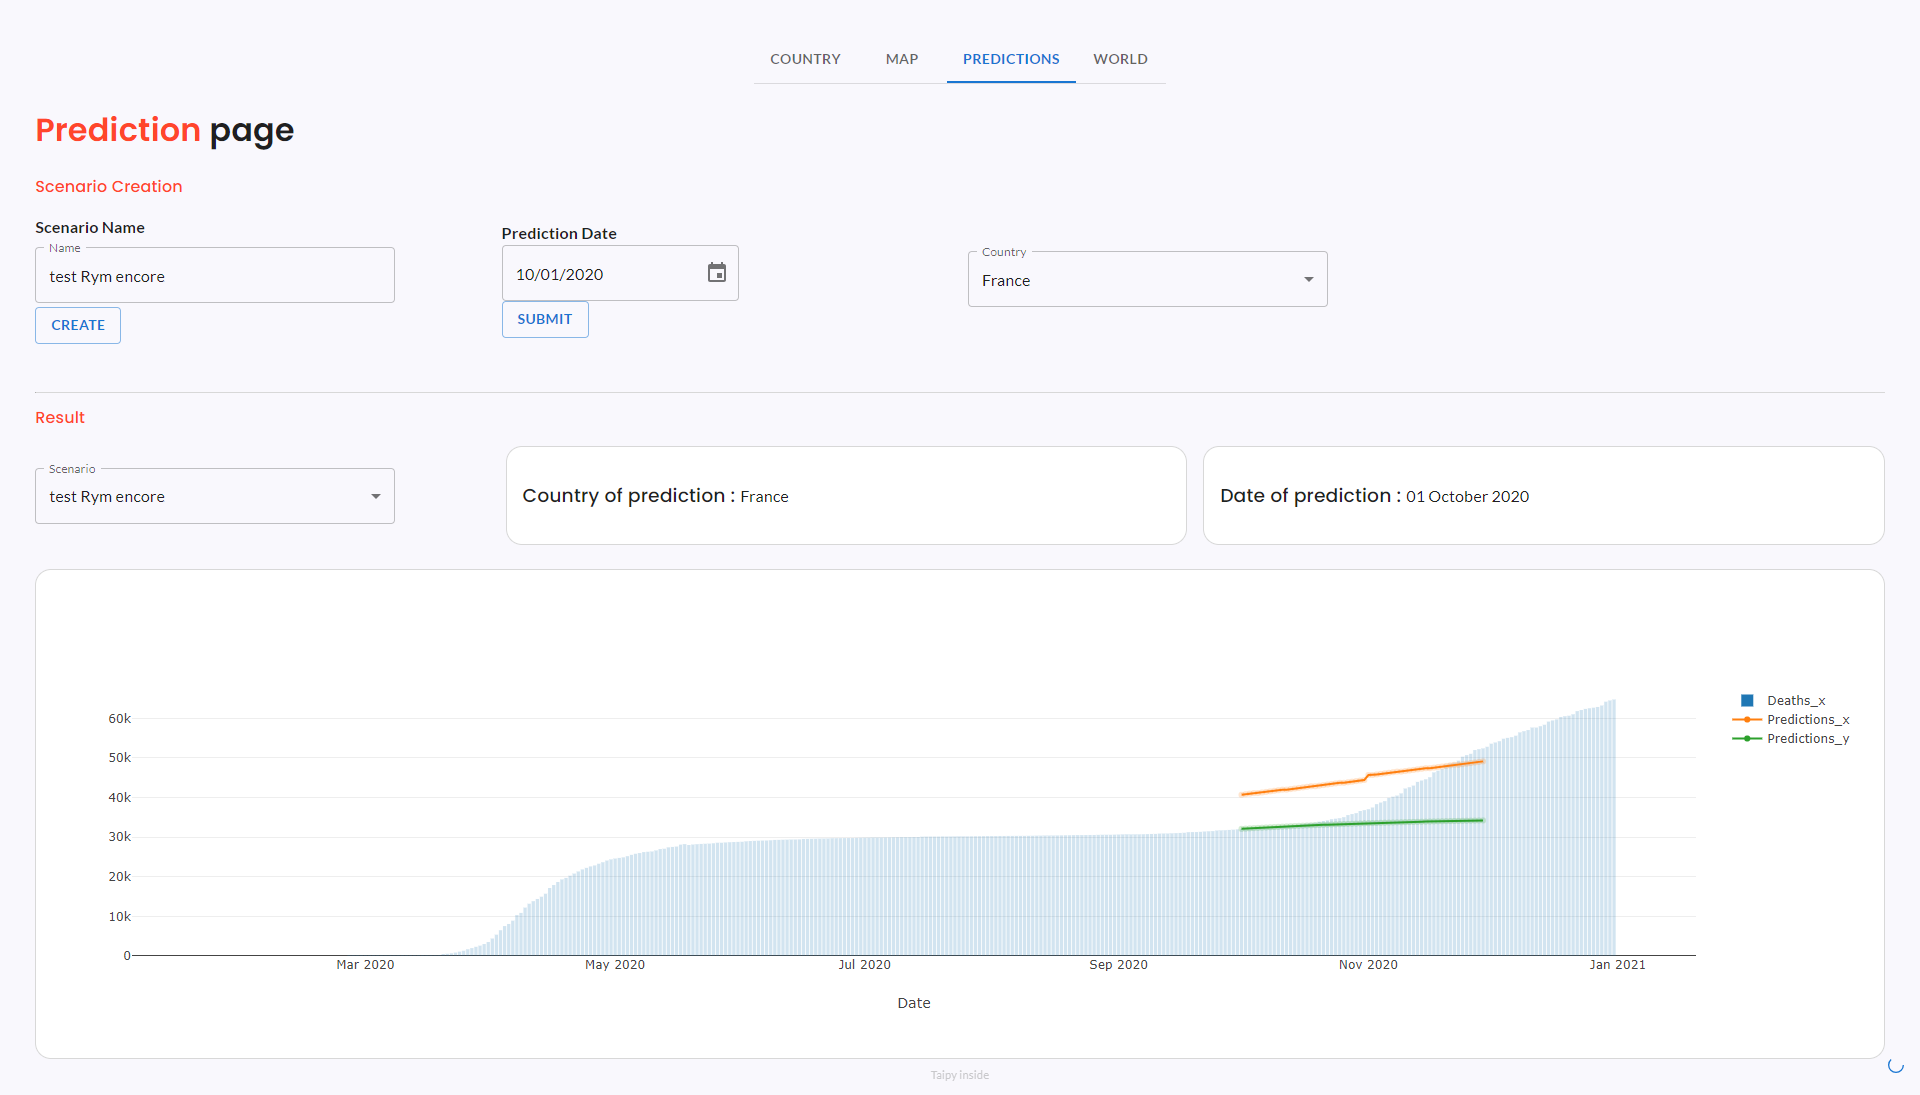 COUNTRY MAP PREDICTIONS WORLD
Prediction page
Scenario Creation
Scenario Name
Name
test Rym encore
CREATE
Prediction Date
10/01/2020
SUBMIT
Country
France
Result
Scenario
test Rym encore
Country of prediction : France
Date of prediction : 01 October 2020
60k
50k
40k
30k
20k
10k
0
Mar 2020 May 2020 Jul 2020 Sep 2020 Nov 2020 Jan 2021
Date
Deaths_x
Predictions_x
Predictions_y
Taipy inside